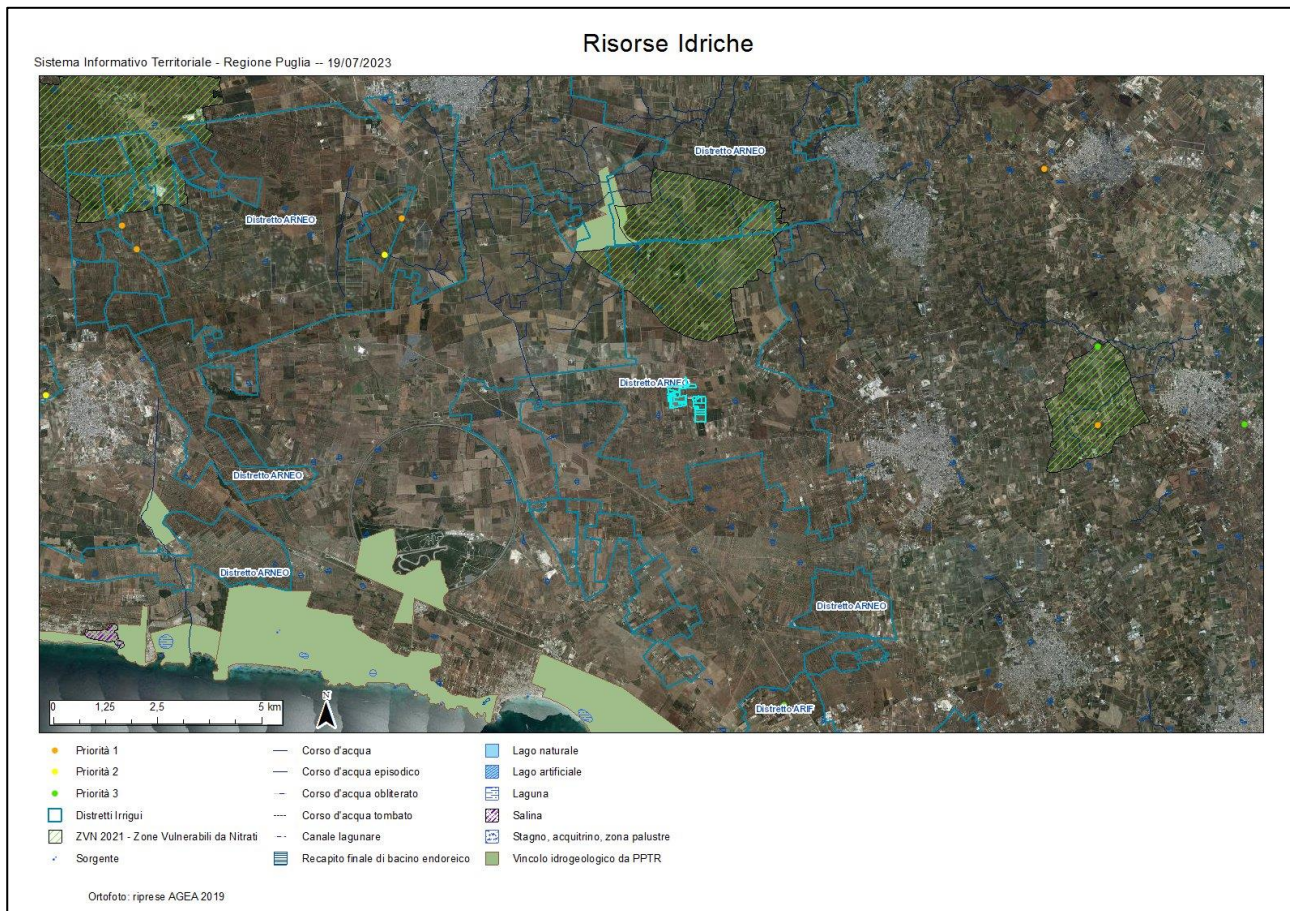 Risorse Idriche
Sistema Informativo Territoriale - Regione Puglia -- 19/07/2023
Distretto ARNEO
Distretto ARNEO
Distretto ARNEO
Distretto ARNEO
Distretto ARNEO
Distretto ARNEO
Distretto ARIF
N
0 1,25 2,5 5 km
Priorità 1
Priorità 2
Priorità 3
Distretti Irrigui
ZVN 2021 - Zone Vulnerabili da Nitrati
Sorgente
Corso d'acqua
Corso d'acqua episodico
Corso d'acqua obliterato
Corso d'acqua tombato
Canale lagunare
Recapito finale di bacino endoreico
Lago naturale
Lago artificiale
Laguna
Salina
Stagno, acquitrino, zona palustre
Vincolo idrogeologico da PPTR
Ortofoto: riprese AGEA 2019